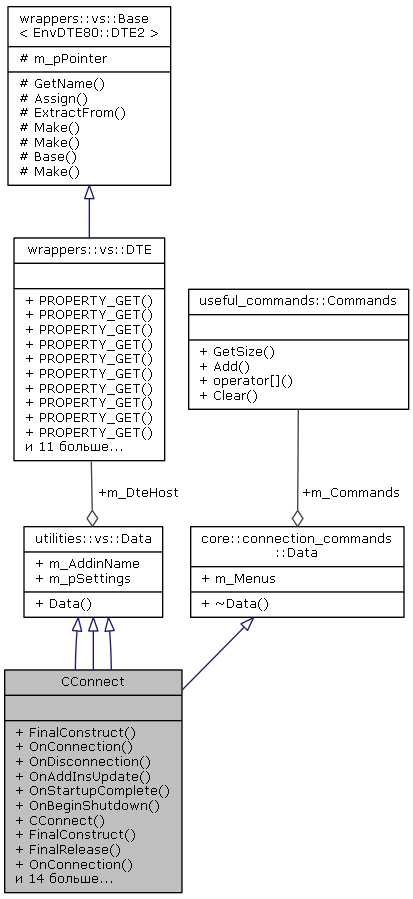 wrappers::vs::Base
< EnvDTE80::DTE2 >
# m_pPointer
# GetName()
# Assign()
# ExtractFrom()
# Make()
# Make()
# Base()
# Make()
wrappers::vs::DTE
+ PROPERTY_GET()
+ PROPERTY_GET()
+ PROPERTY_GET()
+ PROPERTY_GET()
+ PROPERTY_GET()
+ PROPERTY_GET()
+ PROPERTY_GET()
+ PROPERTY_GET()
+ PROPERTY_GET()
+ PROPERTY_GET()
и 11 больше...
useful_commands::Commands
+ GetSize()
+ Add()
+ operator[]()
+ Clear()
+m_DteHost
+m_Commands
utilities::vs::Data
+ m_AddinName
+ m_pSettings
+ Data()
core::connection_commands
::Data
+ m_Menus
+ ~Data()
CConnect
+ FinalConstruct()
+ OnConnection()
+ OnDisconnection()
+ OnAddInsUpdate()
+ OnStartupComplete()
+ OnBeginShutdown()
+ CConnect()
+ FinalConstruct()
+ FinalRelease()
+ OnConnection()
и 14 больше...